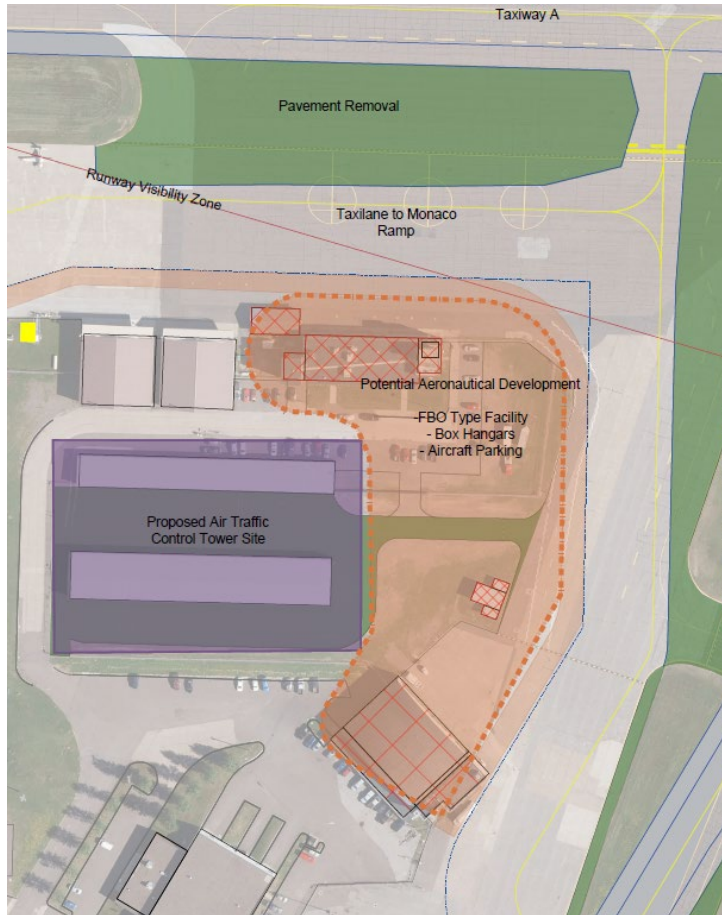 Taxiway A
Pavement Removal
Runway Visibility Zone
Taxilane to Monaco
Ramp
Potential Aeronautical Development
-FBO Type Facility
- Box Hangars
- Aircraft Parking
Proposed Air Traffic
Control Tower Site